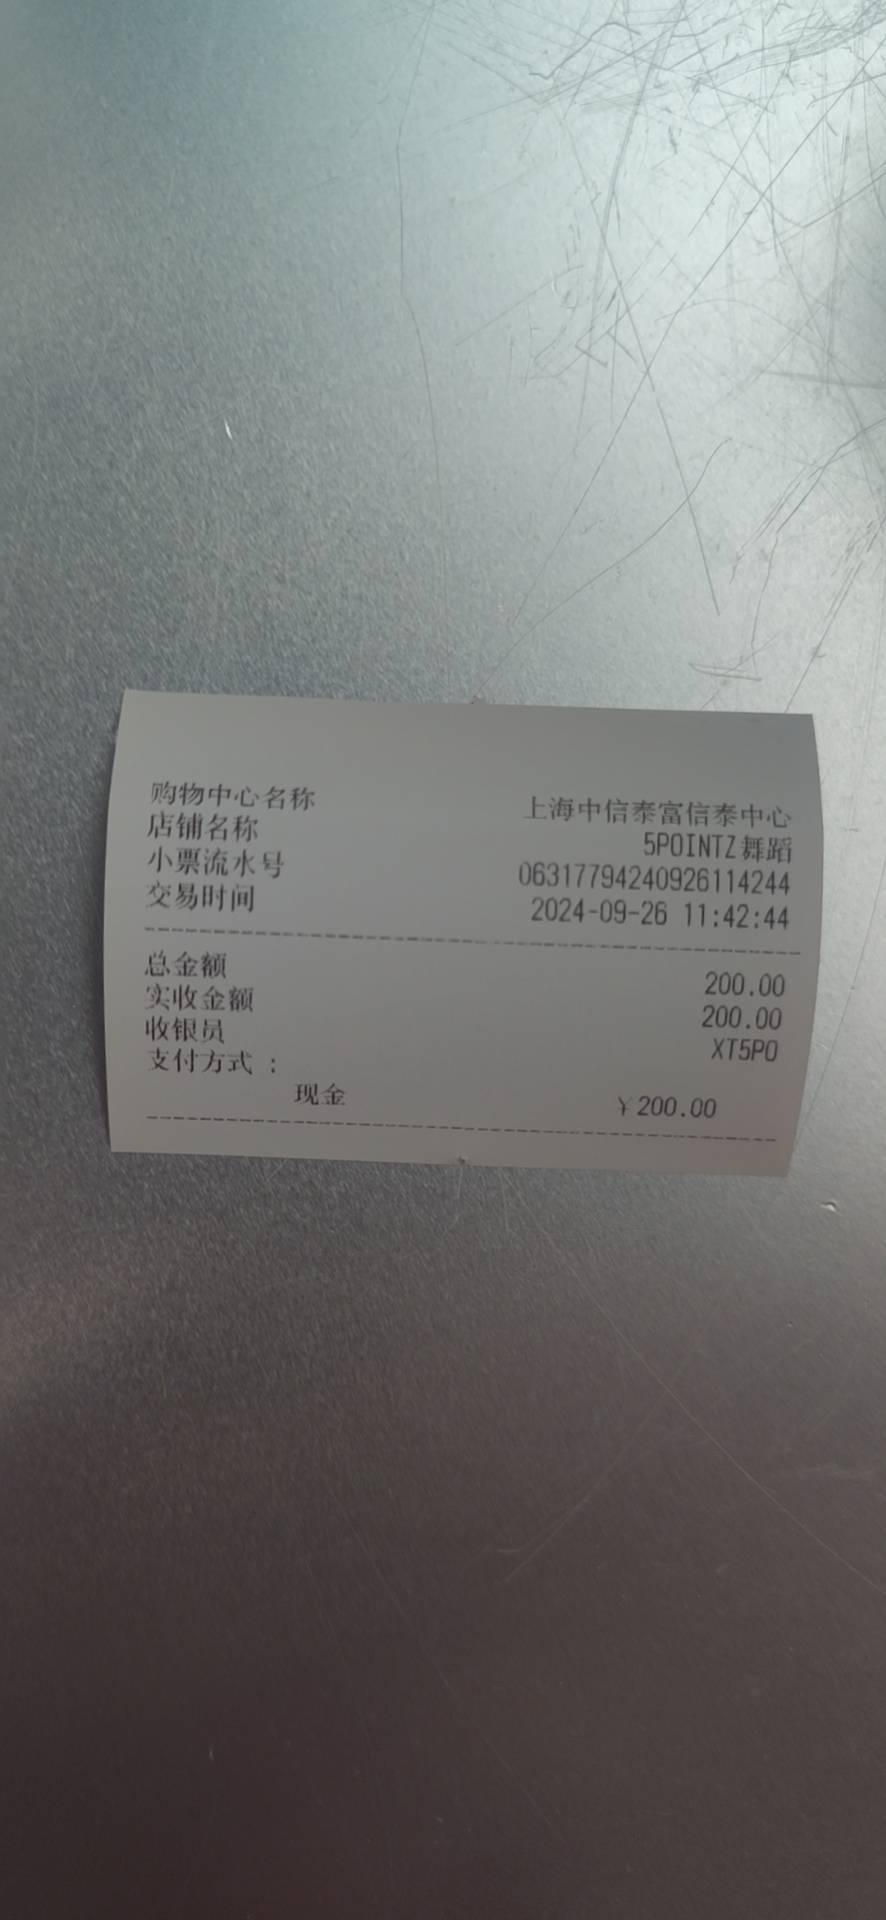 购物中心名称 上海中信泰富信泰中心
店铺名称 5POINTZ舞蹈
小票流水号 06317794240926114244
交易时间 2024-09-26 11:42:44
总金额 200.00
实收金额 200.00
收银员 XT5PO
支付方式 :
现金 ¥200.00